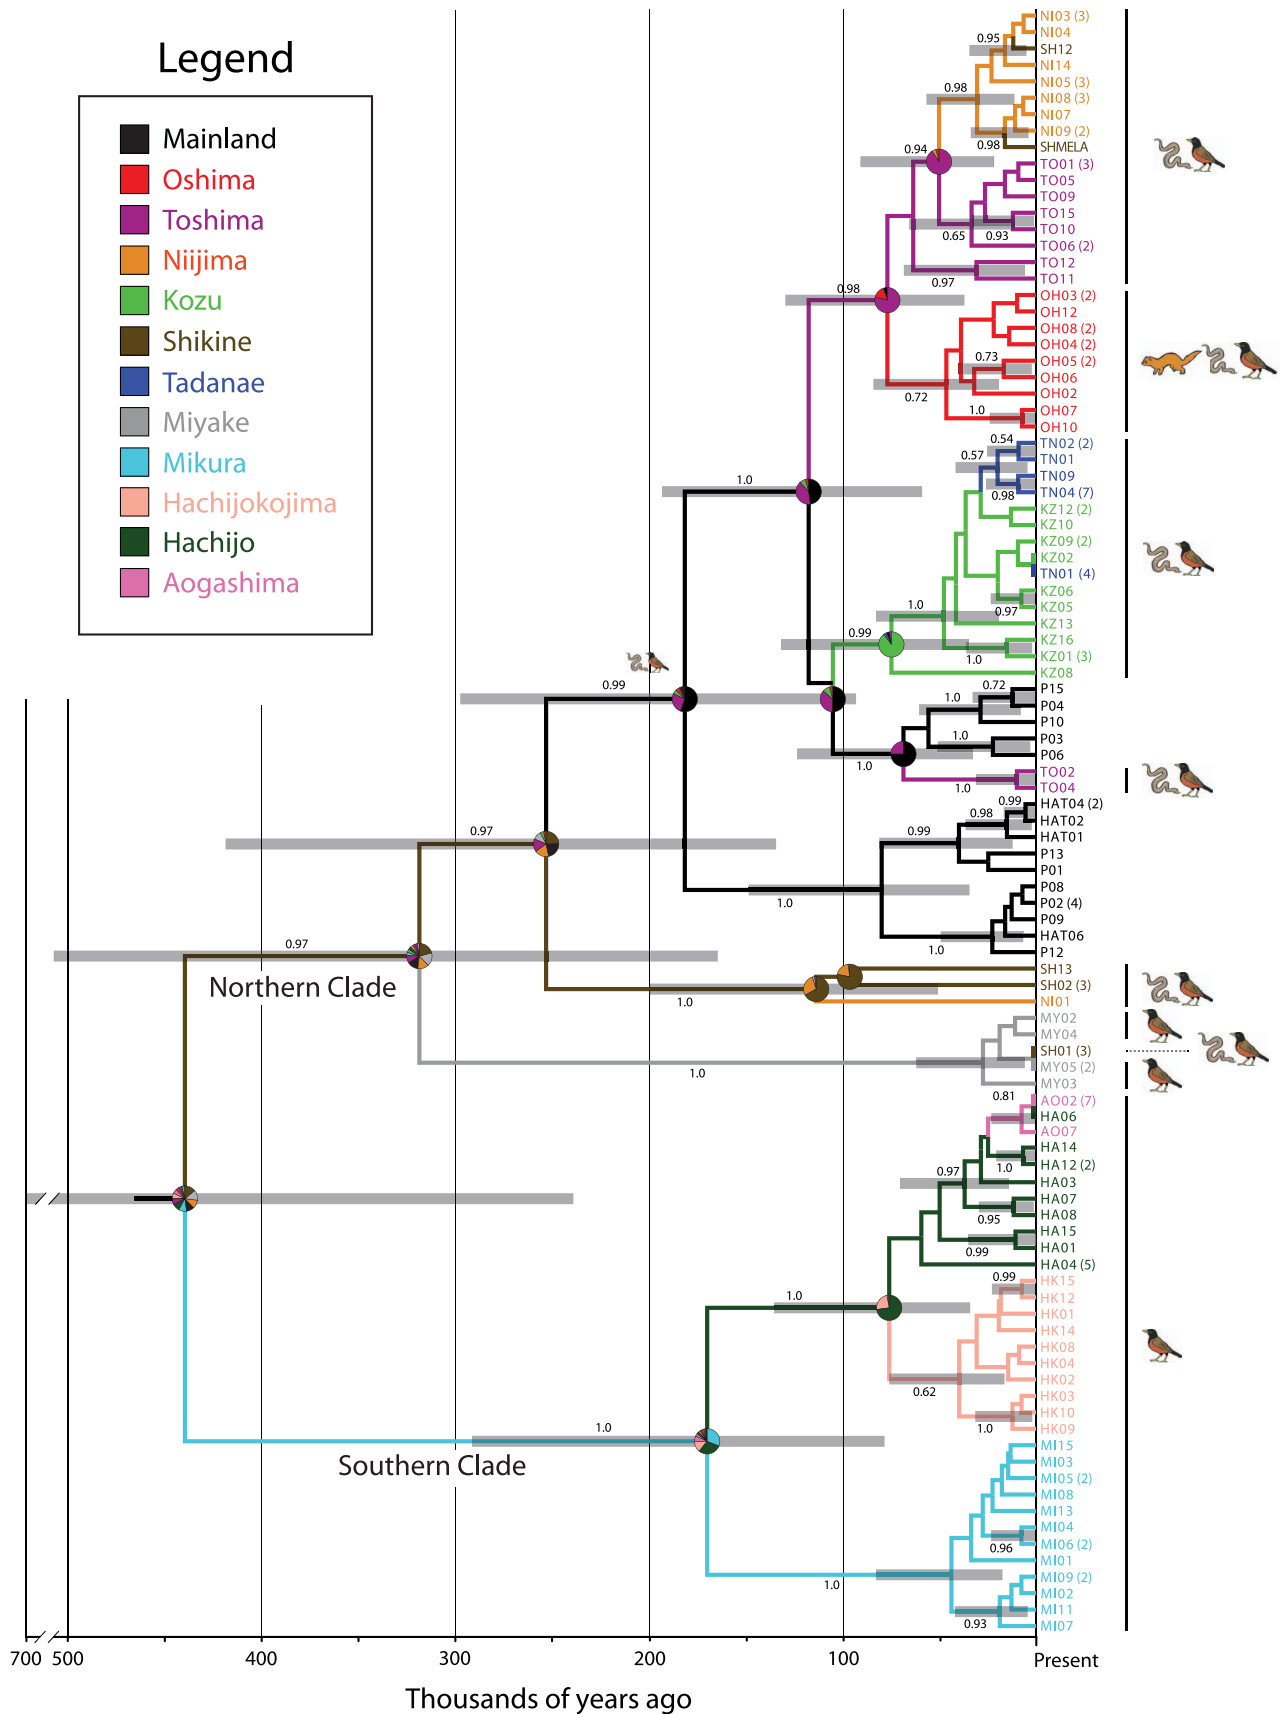 Legend
Mainland
Oshima
Toshima
Niijima
Kozu
Shikine
Tadanae
Miyake
Mikura
Hachijokojima
Hachijo
Aogashima
NI03 (3)
NI04
0.95
SH12
NI14
NI05 (3)
0.98
NI08 (3)
NI07
NI09 (2)
0.98
SHMELA
0.94
TO01 (3)
TO05
TO09
TO15
TO10
0.65
0.93
TO06 (2)
TO12
0.97
TO11
0.98
OH03 (2)
OH12
OH08 (2)
OH04 (2)
0.73
OH05 (2)
OH06
0.72
OH02
1.0
OH07
OH10
0.54
TN02 (2)
0.57
TN01
TN09
1.0
0.98
TN04 (7)
KZ12 (2)
KZ10
KZ09 (2)
KZ02
TN01 (4)
KZ06
1.0
0.97
KZ05
KZ13
0.99
KZ16
1.0
KZ01 (3)
KZ08
0.99
0.72
P15
1.0
P04
P10
1.0
P03
P06
1.0
TO02
1.0
TO04
0.99
HAT04 (2)
0.98
HAT02
0.97
0.99
HAT01
P13
P01
P08
1.0
P02 (4)
P09
HAT06
1.0
P12
0.97
SH13
Northern Clade
SH02 (3)
1.0
NI01
MY02
MY04
SH01 (3)
1.0
MY05 (2)
MY03
0.81
AO02 (7)
HA06
AO07
HA14
0.97
1.0
HA12 (2)
HA03
HA07
0.95
HA08
HA15
0.99
HA01
HA04 (5)
0.99
HK15
1.0
HK12
HK01
HK14
HK08
HK04
HK02
0.62
HK03
HK10
1.0
HK09
1.0
MI15
Southern Clade
MI03
MI05 (2)
MI08
MI13
MI04
0.96
MI06 (2)
MI01
1.0
MI09 (2)
MI02
MI11
0.93
MI07
700 500 400 300 200 100 Present
Thousands of years ago